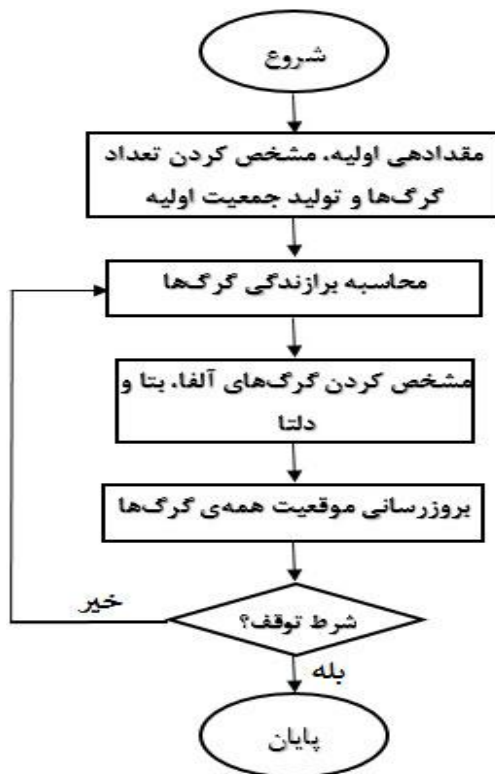 شروع
مقدادهی اولیه، مشخص کردن تعداد
گرگ‌ها و تولید جمعیت اولیه
محاسبه برازندگی گرگ‌ها
مشخص کردن گرگ‌های آلفا، بتا و
دلتا
بروزرسانی موقعیت همه‌ی گرگ‌ها
شرط توقف؟
خیر
بله
پایان